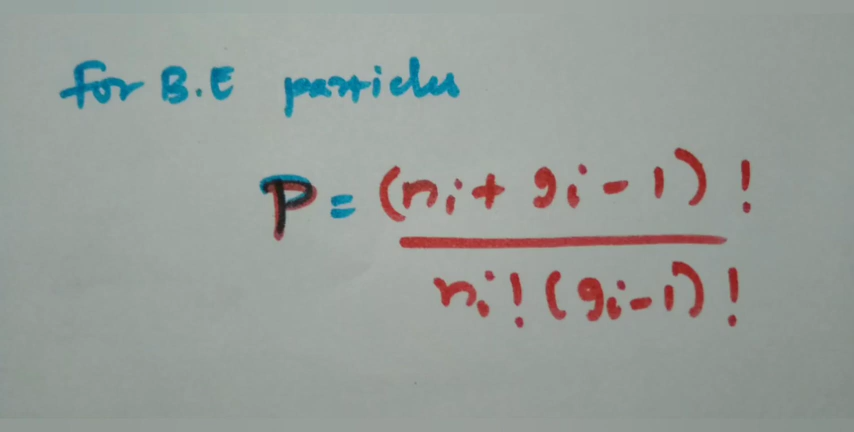 for B.E particles
P = (ni + gi - 1) !
ni ! (gi - 1) !